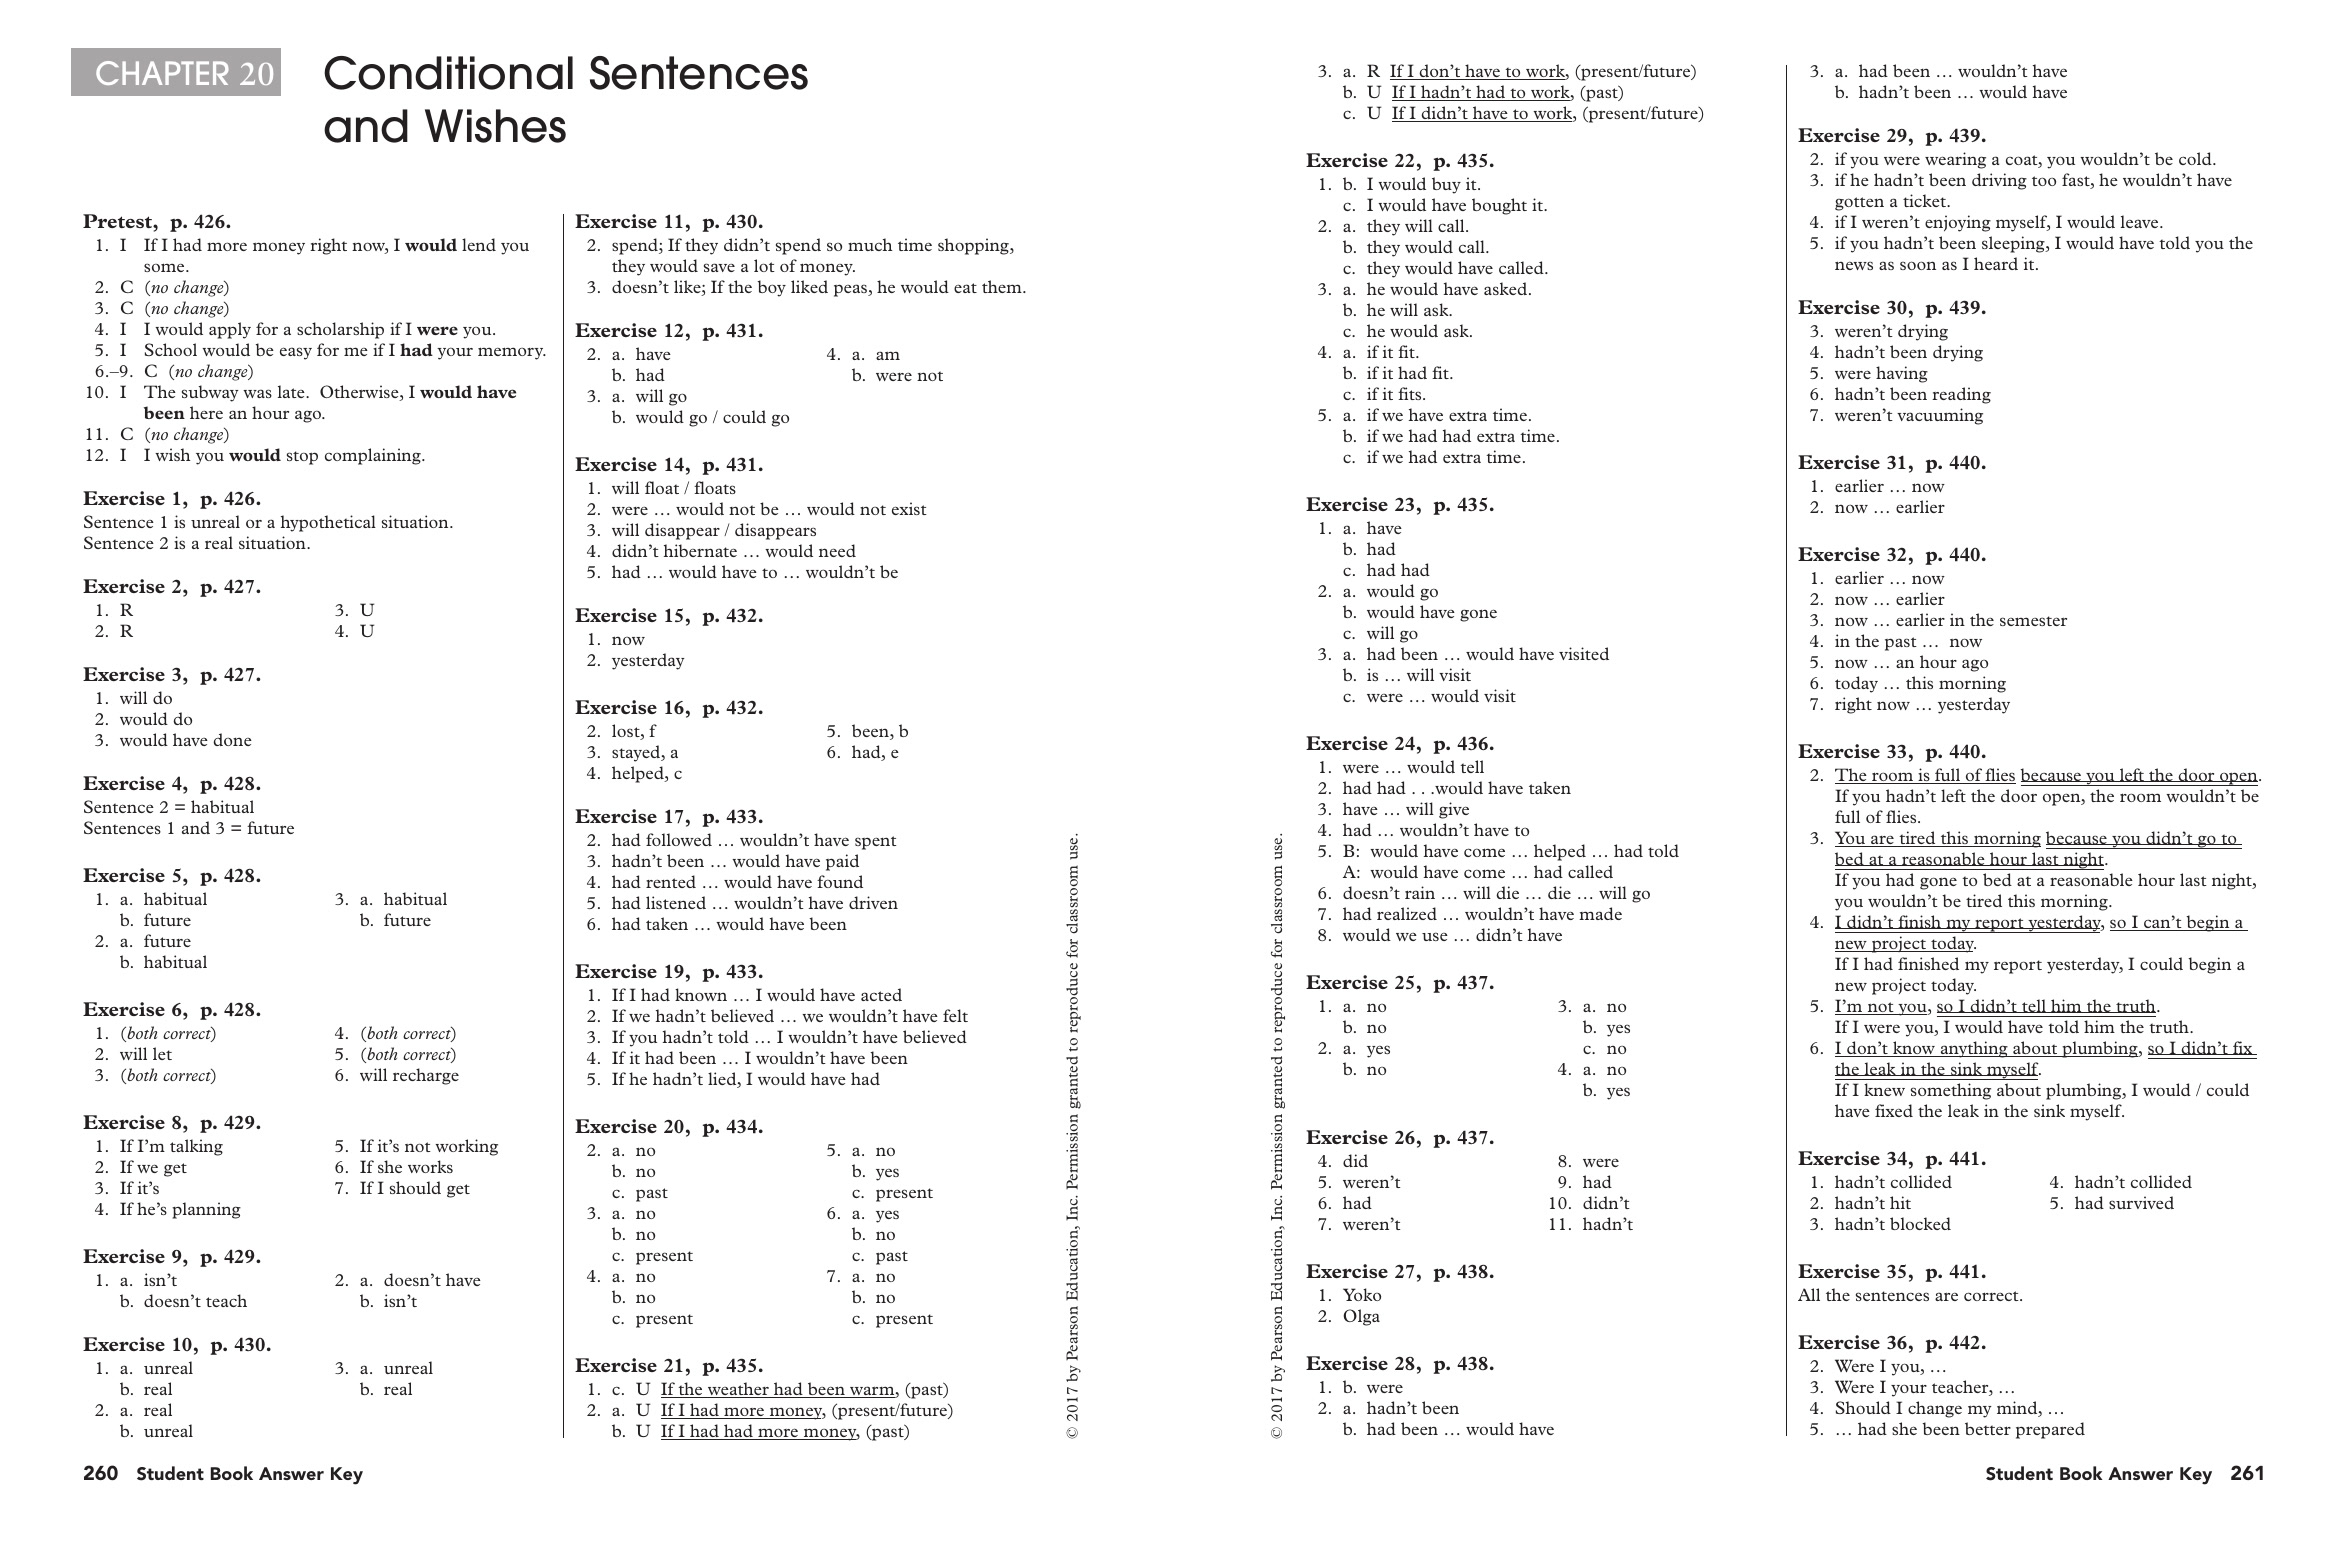 CHAPTER 20
Conditional Sentences
and Wishes
Pretest, p. 426.
1. I If I had more money right now, I would lend you
some.
2. C (no change)
3. C (no change)
4. I I would apply for a scholarship if I were you.
5. I School would be easy for me if I had your memory.
6.–9. C (no change)
10. I The subway was late. Otherwise, I would have
been here an hour ago.
11. C (no change)
12. I I wish you would stop complaining.
Exercise 1, p. 426.
Sentence 1 is unreal or a hypothetical situation.
Sentence 2 is a real situation.
Exercise 2, p. 427.
1. R 3. U
2. R 4. U
Exercise 3, p. 427.
1. will do
2. would do
3. would have done
Exercise 4, p. 428.
Sentence 2 = habitual
Sentences 1 and 3 = future
Exercise 5, p. 428.
1. a. habitual 3. a. habitual
b. future b. future
2. a. future
b. habitual
Exercise 6, p. 428.
1. (both correct) 4. (both correct)
2. will let 5. (both correct)
3. (both correct) 6. will recharge
Exercise 8, p. 429.
1. If I’m talking 5. If it’s not working
2. If we get 6. If she works
3. If it’s 7. If I should get
4. If he’s planning
Exercise 9, p. 429.
1. a. isn’t 2. a. doesn’t have
b. doesn’t teach b. isn’t
Exercise 10, p. 430.
1. a. unreal 3. a. unreal
b. real b. real
2. a. real
b. unreal
Exercise 11, p. 430.
2. spend; If they didn’t spend so much time shopping,
they would save a lot of money.
3. doesn’t like; If the boy liked peas, he would eat them.
Exercise 12, p. 431.
2. a. have 4. a. am
b. had b. were not
3. a. will go
b. would go / could go
Exercise 14, p. 431.
1. will float / floats
2. were … would not be … would not exist
3. will disappear / disappears
4. didn’t hibernate … would need
5. had … would have to … wouldn’t be
Exercise 15, p. 432.
1. now
2. yesterday
Exercise 16, p. 432.
2. lost, f 5. been, b
3. stayed, a 6. had, e
4. helped, c
Exercise 17, p. 433.
2. had followed … wouldn’t have spent
3. hadn’t been … would have paid
4. had rented … would have found
5. had listened … wouldn’t have driven
6. had taken … would have been
Exercise 19, p. 433.
1. If I had known … I would have acted
2. If we hadn’t believed … we wouldn’t have felt
3. If you hadn’t told … I wouldn’t have believed
4. If it had been … I wouldn’t have been
5. If he hadn’t lied, I would have had
Exercise 20, p. 434.
2. a. no 5. a. no
b. no b. yes
c. past c. present
3. a. no 6. a. yes
b. no b. no
c. present c. past
4. a. no 7. a. no
b. no b. no
c. present c. present
Exercise 21, p. 435.
1. c. U If the weather had been warm, (past)
2. a. U If I had more money, (present/future)
b. U If I had had more money, (past)
© 2017 by Pearson Education, Inc. Permission granted to reproduce for classroom use.
260 Student Book Answer Key
© 2017 by Pearson Education, Inc. Permission granted to reproduce for classroom use.
3. a. R If I don’t have to work, (present/future)
b. U If I hadn’t had to work, (past)
c. U If I didn’t have to work, (present/future)
Exercise 22, p. 435.
1. b. I would buy it.
c. I would have bought it.
2. a. they will call.
b. they would call.
c. they would have called.
3. a. he would have asked.
b. he will ask.
c. he would ask.
4. a. if it fit.
b. if it had fit.
c. if it fits.
5. a. if we have extra time.
b. if we had had extra time.
c. if we had extra time.
Exercise 23, p. 435.
1. a. have
b. had
c. had had
2. a. would go
b. would have gone
c. will go
3. a. had been … would have visited
b. is … will visit
c. were … would visit
Exercise 24, p. 436.
1. were … would tell
2. had had . . .would have taken
3. have … will give
4. had … wouldn’t have to
5. B: would have come … helped … had told
A: would have come … had called
6. doesn’t rain … will die … die … will go
7. had realized … wouldn’t have made
8. would we use … didn’t have
Exercise 25, p. 437.
1. a. no 3. a. no
b. no b. yes
2. a. yes c. no
b. no 4. a. no
b. yes
Exercise 26, p. 437.
4. did 8. were
5. weren’t 9. had
6. had 10. didn’t
7. weren’t 11. hadn’t
Exercise 27, p. 438.
1. Yoko
2. Olga
Exercise 28, p. 438.
1. b. were
2. a. hadn’t been
b. had been … would have
3. a. had been … wouldn’t have
b. hadn’t been … would have
Exercise 29, p. 439.
2. if you were wearing a coat, you wouldn’t be cold.
3. if he hadn’t been driving too fast, he wouldn’t have
gotten a ticket.
4. if I weren’t enjoying myself, I would leave.
5. if you hadn’t been sleeping, I would have told you the
news as soon as I heard it.
Exercise 30, p. 439.
3. weren’t drying
4. hadn’t been drying
5. were having
6. hadn’t been reading
7. weren’t vacuuming
Exercise 31, p. 440.
1. earlier … now
2. now … earlier
Exercise 32, p. 440.
1. earlier … now
2. now … earlier
3. now … earlier in the semester
4. in the past … now
5. now … an hour ago
6. today … this morning
7. right now … yesterday
Exercise 33, p. 440.
2. The room is full of flies because you left the door open.
If you hadn’t left the door open, the room wouldn’t be
full of flies.
3. You are tired this morning because you didn’t go to
bed at a reasonable hour last night.
If you had gone to bed at a reasonable hour last night,
you wouldn’t be tired this morning.
4. I didn’t finish my report yesterday, so I can’t begin a
new project today.
If I had finished my report yesterday, I could begin a
new project today.
5. I’m not you, so I didn’t tell him the truth.
If I were you, I would have told him the truth.
6. I don’t know anything about plumbing, so I didn’t fix
the leak in the sink myself.
If I knew something about plumbing, I would / could
have fixed the leak in the sink myself.
Exercise 34, p. 441.
1. hadn’t collided 4. hadn’t collided
2. hadn’t hit 5. had survived
3. hadn’t blocked
Exercise 35, p. 441.
All the sentences are correct.
Exercise 36, p. 442.
2. Were I you, …
3. Were I your teacher, …
4. Should I change my mind, …
5. … had she been better prepared
Student Book Answer Key 261